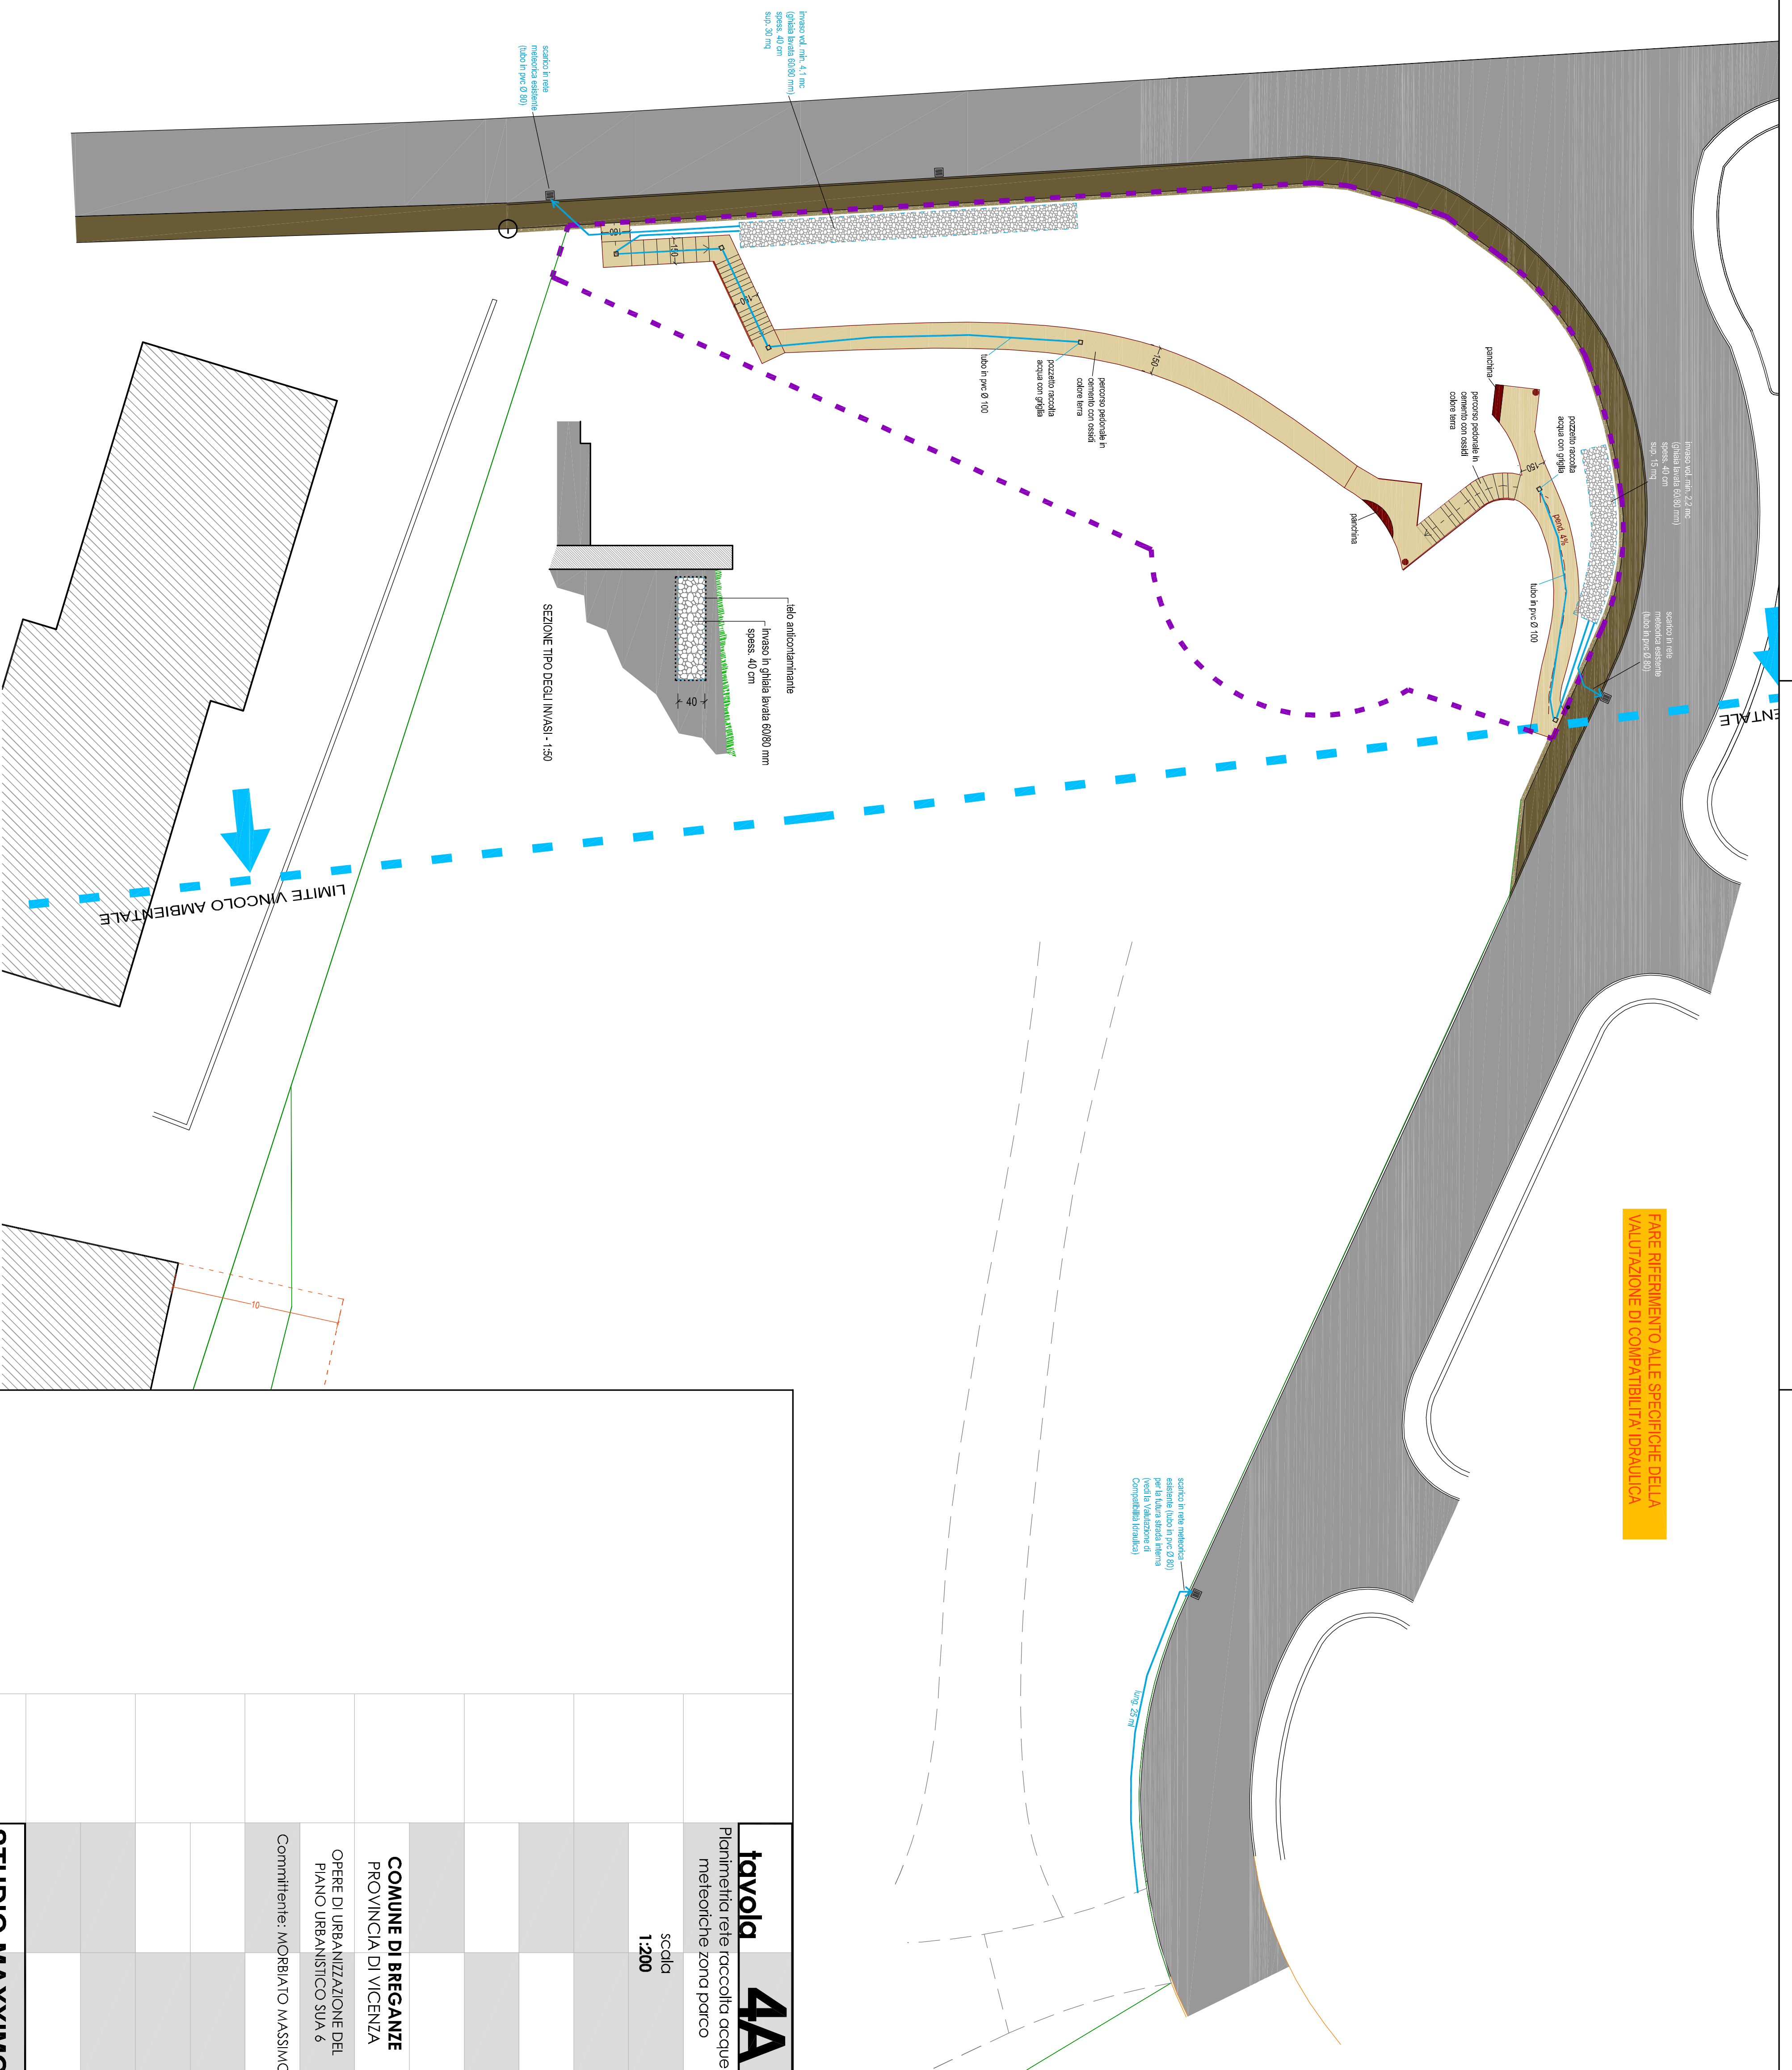 invaso vol. min. 4,1 mc
(ghiaia lavata 60/80 mm)
spess. 40 cm
sup. 30 mq
scarico in rete
meteorica esistente
(tubo in pvc Ø 80)
160
150
150
tubo in pvc Ø 100
pozzetto raccolta
acqua con griglia
percorso pedonale in
cemento con ossidi
colore terra
150
panchina
percorso pedonale in
cemento con ossidi
colore terra
pozzetto raccolta
acqua con griglia
150
pend. 4%
panchina
tubo in pvc Ø 100
invaso vol. min. 2,2 mc
(ghiaia lavata 60/80 mm)
spess. 40 cm
sup. 15 mq
scarico in rete
meteorica esistente
(tubo in pvc Ø 80)
telo anticontaminante
invaso in ghiaia lavata 60/80 mm
spess. 40 cm
40
SEZIONE TIPO DEGLI INVASI - 1:50
LIMITE VINCOLO AMBIENTALE
ENTALE
10
FARE RIFERIMENTO ALLE SPECIFICHE DELLA
VALUTAZIONE DI COMPATIBILITA' IDRAULICA
scarico in rete meteorica
esistente (tubo in pvc Ø 80)
per la futura strada interna
(vedi la Valutazione di
Compatibilità Idraulica)
lung. 25 ml
tavola 4A
Planimetria rete raccolta acque
meteoriche zona parco
scala
1:200
COMUNE DI BREGANZE
PROVINCIA DI VICENZA
OPERE DI URBANIZZAZIONE DEL
PIANO URBANISTICO SUA 6
Committente: MORBIATO MASSIMO